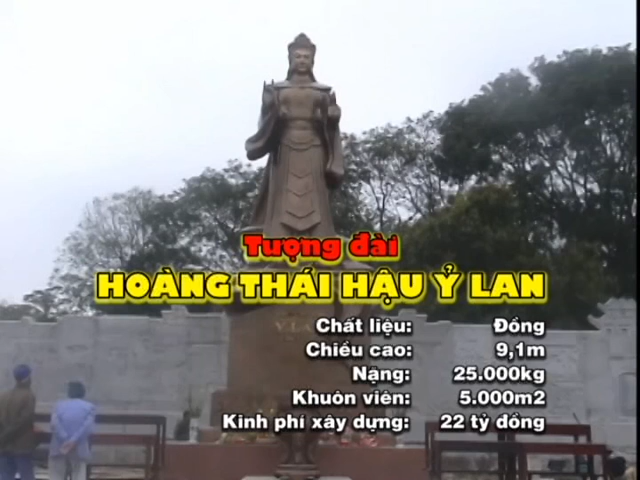 Tượng đài
HOÀNG THÁI HẬU Ỷ LAN
Chất liệu: Đồng
Chiều cao: 9,1m
Nặng: 25.000kg
Khuôn viên: 5.000m2
Kinh phí xây dựng: 22 tỷ đồng